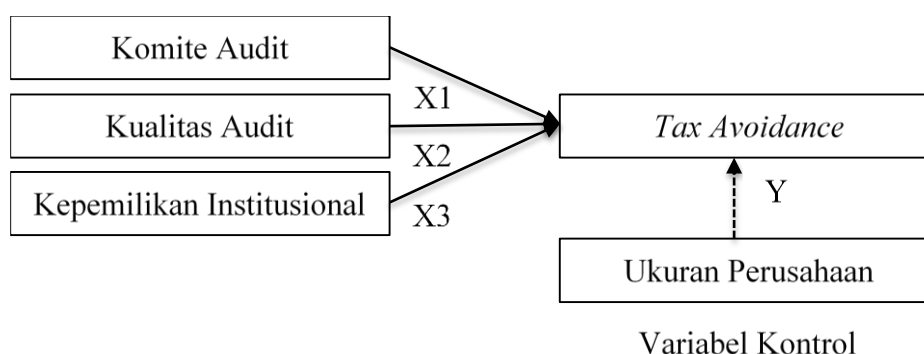 Komite Audit
X1
Kualitas Audit
Tax Avoidance
X2
Kepemilikan Institusional
X3
Y
Ukuran Perusahaan
Variabel Kontrol